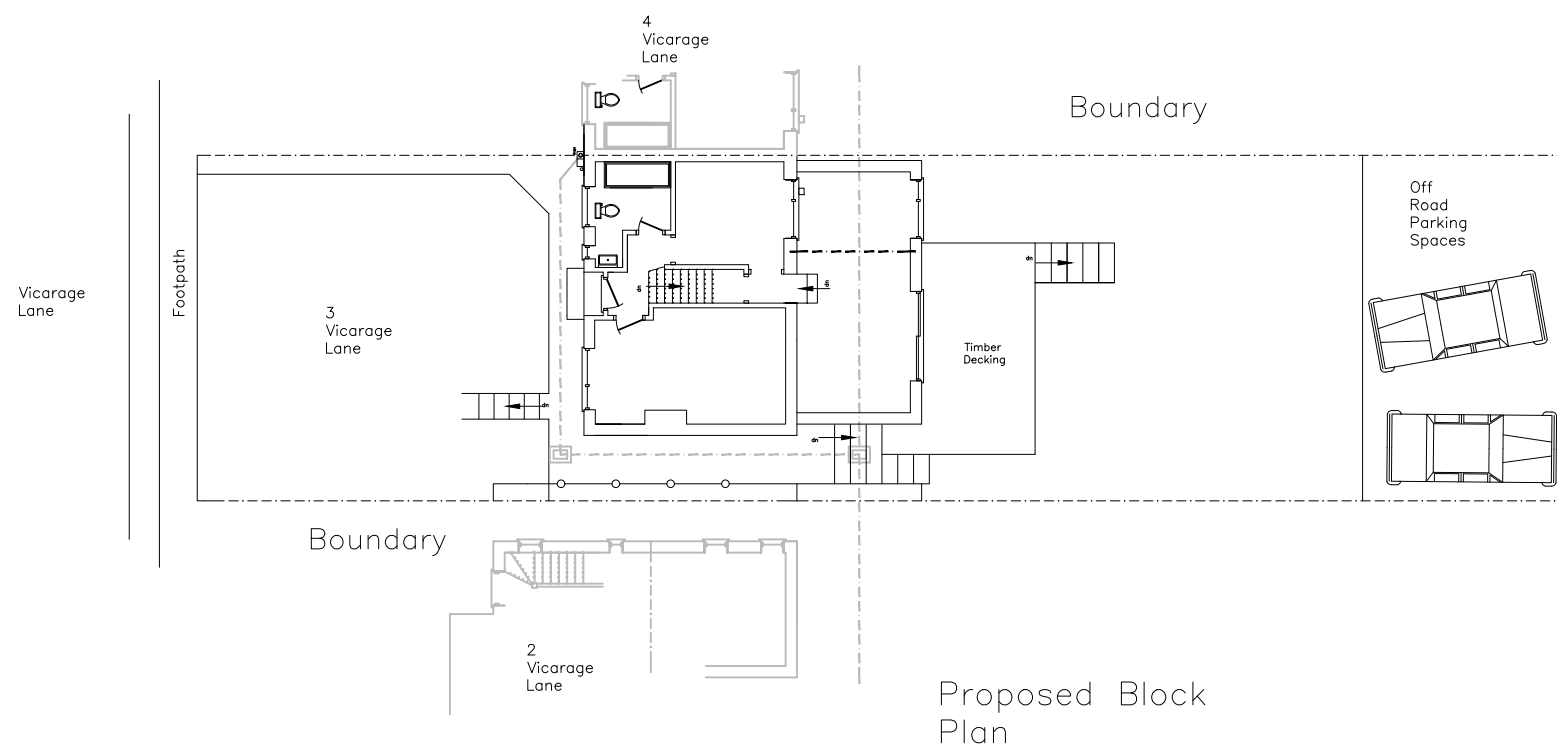 4
Vicarage
Lane
Boundary
Off
Road
Parking
Spaces
Vicarage
Lane
Footpath
3
Vicarage
Lane
dn
dn
dn
dn
dn
dn
Timber
Decking
Boundary
2
Vicarage
Lane
Proposed Block
Plan